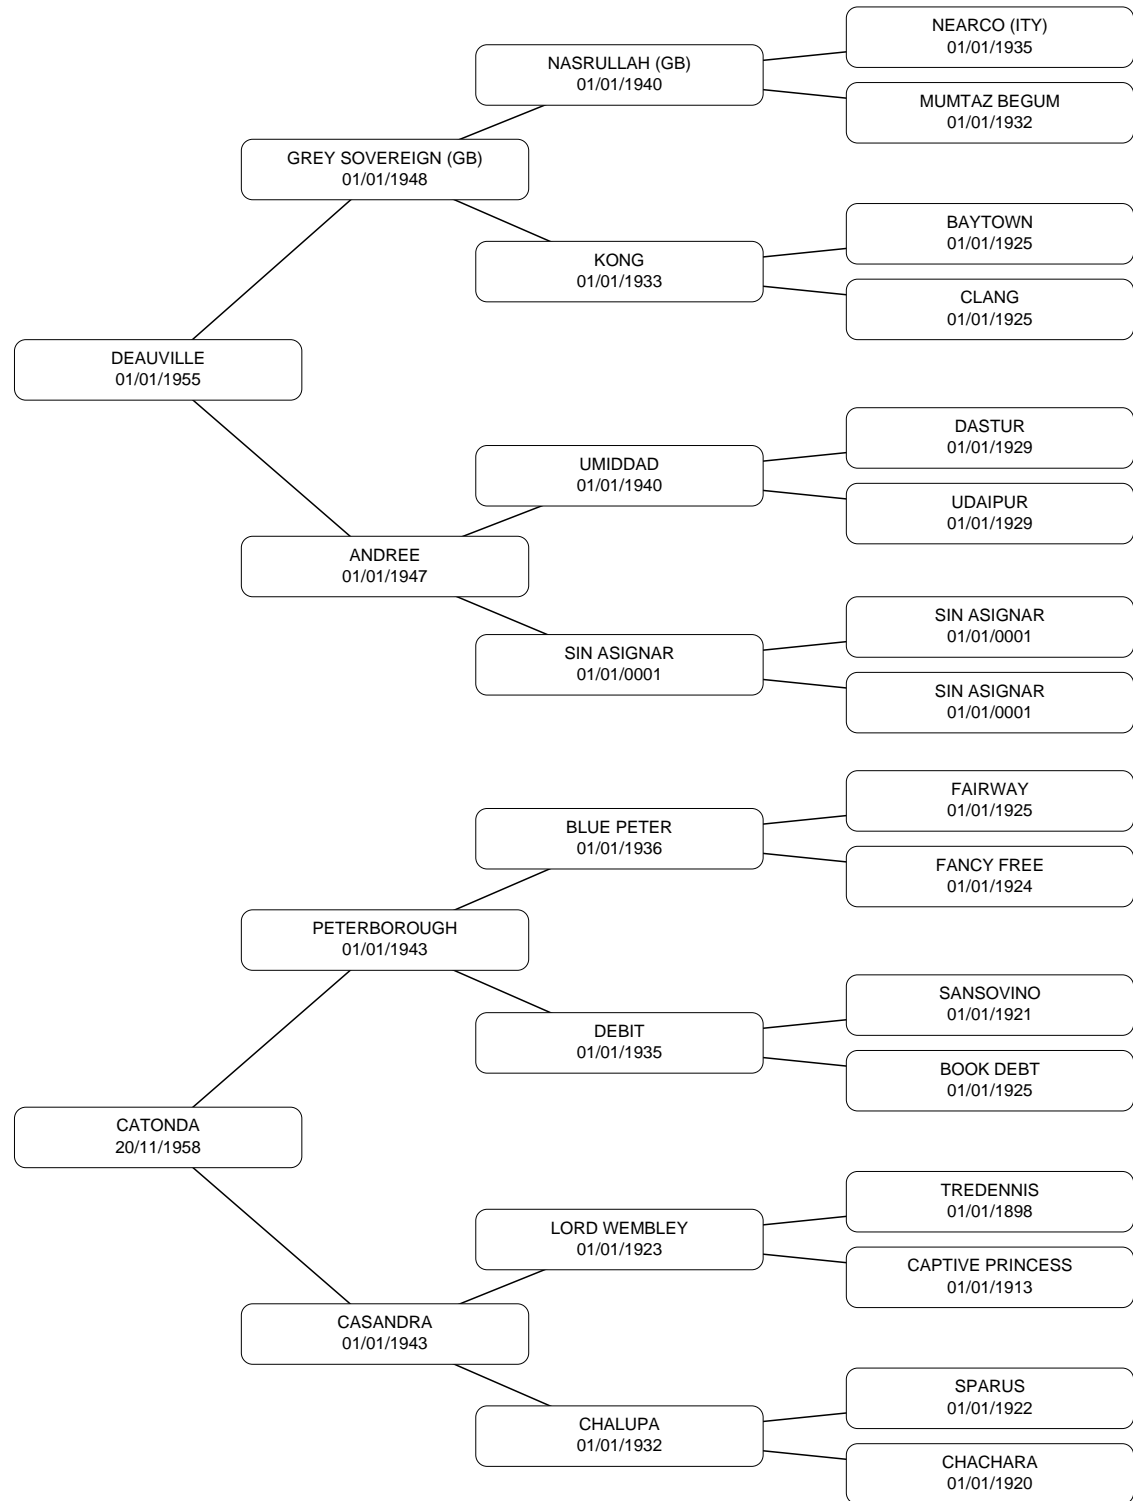 NEARCO (ITY)
01/01/1935
NASRULLAH (GB)
01/01/1940
MUMTAZ BEGUM
01/01/1932
GREY SOVEREIGN (GB)
01/01/1948
BAYTOWN
01/01/1925
KONG
01/01/1933
CLANG
01/01/1925
DEAUVILLE
01/01/1955
DASTUR
01/01/1929
UMIDDAD
01/01/1940
UDAIPUR
01/01/1929
ANDREE
01/01/1947
SIN ASIGNAR
01/01/0001
SIN ASIGNAR
01/01/0001
SIN ASIGNAR
01/01/0001
FAIRWAY
01/01/1925
BLUE PETER
01/01/1936
FANCY FREE
01/01/1924
PETERBOROUGH
01/01/1943
SANSOVINO
01/01/1921
DEBIT
01/01/1935
BOOK DEBT
01/01/1925
CATONDA
20/11/1958
TREDENNIS
01/01/1898
LORD WEMBLEY
01/01/1923
CAPTIVE PRINCESS
01/01/1913
CASANDRA
01/01/1943
SPARUS
01/01/1922
CHALUPA
01/01/1932
CHACHARA
01/01/1920